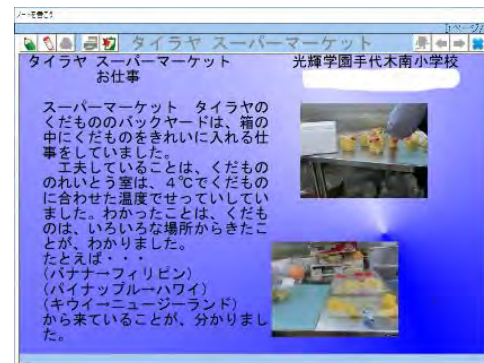 ノートを書こう
タイラヤ スーパーマーケット
タイラヤ スーパーマーケット
お仕事
光輝学園手代木南小学校
スーパーマーケット　タイラヤの
くだもののバックヤードは、箱の
中にくだものをきれいに入れる仕
事をしていました。
　工夫していることは、くだもの
のれいとう室は、4℃でくだもの
に合わせた温度でせっていしてい
ました。わかったことは、くだも
のは、いろいろな場所からきたこ
とが、わかりました。
たとえば・・・
(バナナ→フィリピン)
(パイナップル→ハワイ)
(キウイ→ニュージーランド)
から来ていることが、分かりまし
た。